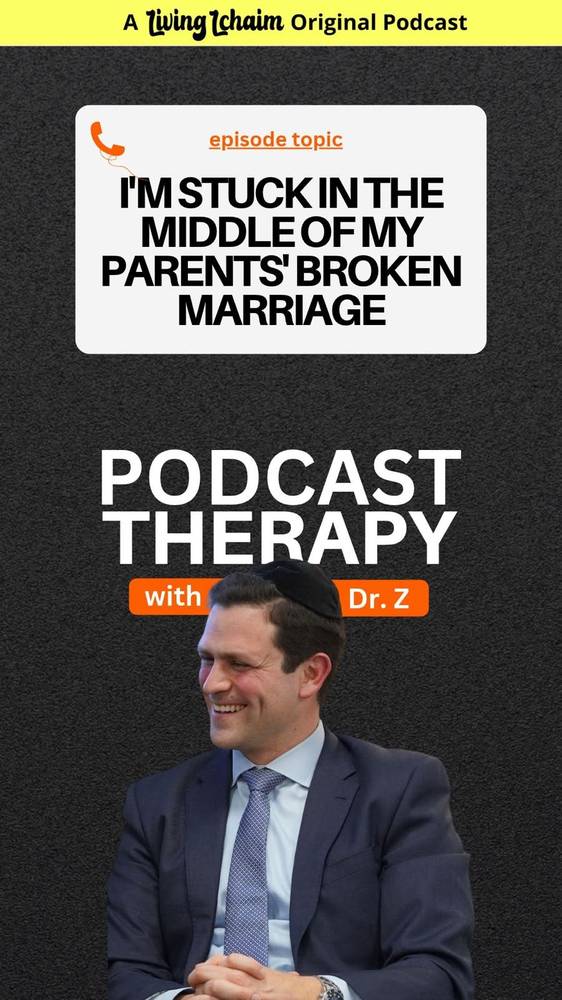 A Living Lchaim Original Podcast
episode topic
I'M STUCK IN THE
MIDDLE OF MY
PARENTS' BROKEN
MARRIAGE
PODCAST
THERAPY
with Dr. Z